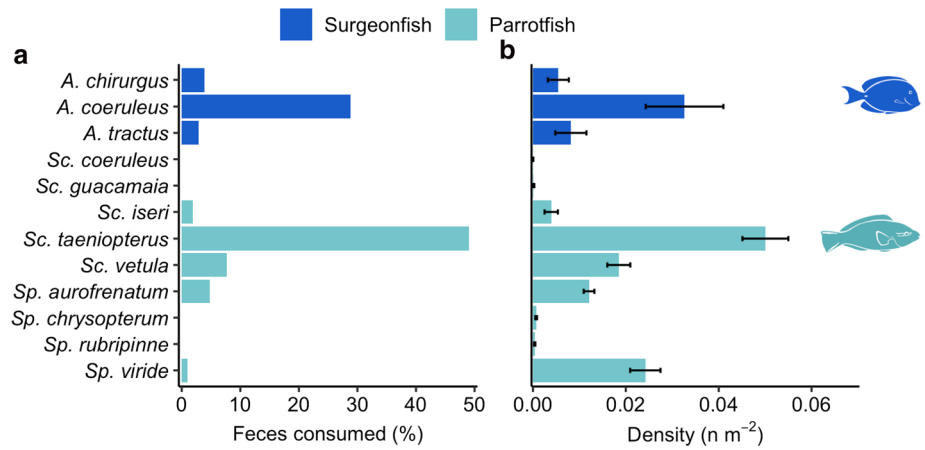 Surgeonfish Parrotfish
a b
A. chirurgus
A. coeruleus
A. tractus
Sc. coeruleus
Sc. guacamaia
Sc. iseri
Sc. taeniopterus
Sc. vetula
Sp. aurofrenatum
Sp. chrysopterum
Sp. rubripinne
Sp. viride
0 10 20 30 40 50 0.00 0.02 0.04 0.06
Feces consumed (%) Density (n m⁻²)